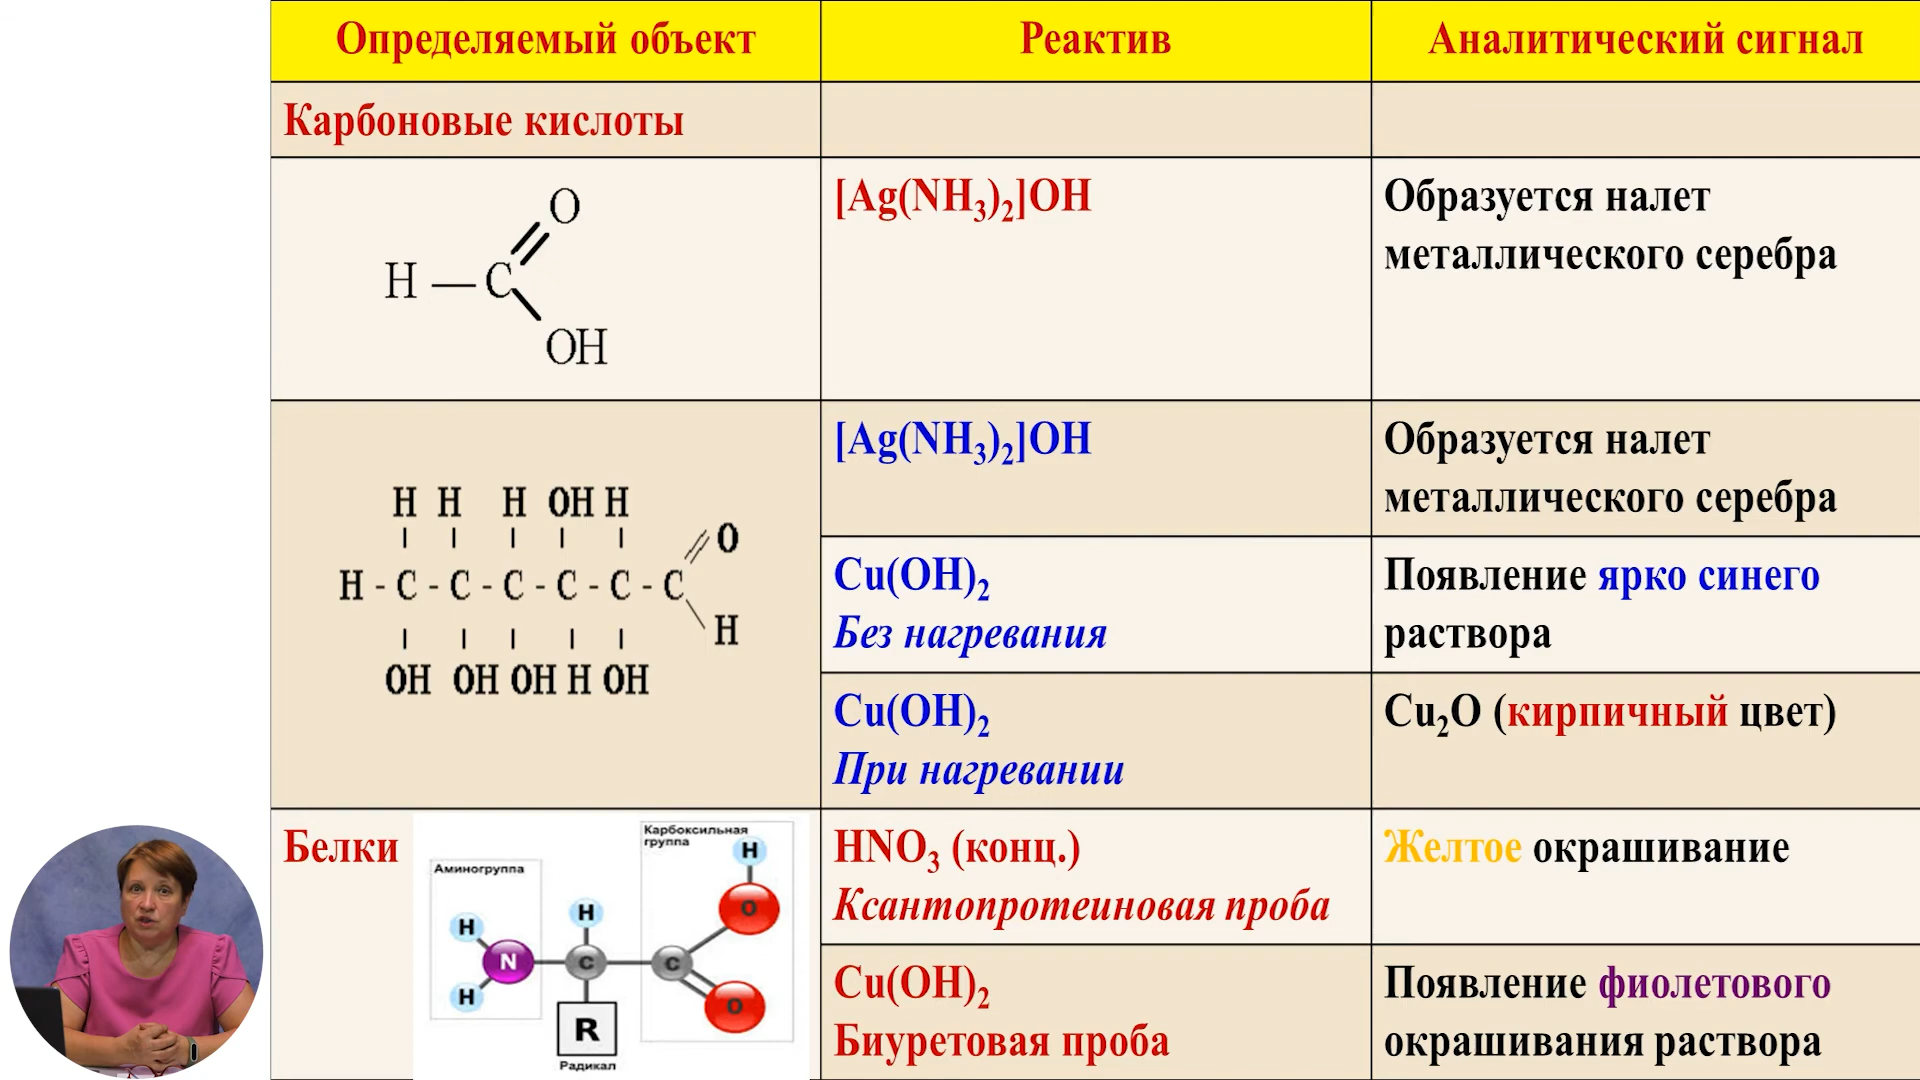 Определяемый объект
Реактив
Аналитический сигнал
Карбоновые кислоты
O
H — C
OH
[Ag(NH₃)₂]OH
Образуется налет
металлического серебра
H H H OH H
O
H - C - C - C - C - C - C
H
OH OH OH H OH
[Ag(NH₃)₂]OH
Образуется налет
металлического серебра
Cu(OH)₂
Без нагревания
Появление ярко синего
раствора
Cu(OH)₂
При нагревании
Cu₂O (кирпичный цвет)
Белки
Карбоксильная
группа
Аминогруппа
H
O
H
H
N
C
C
H
O
R
Радикал
HNO₃ (конц.)
Ксантопротеиновая проба
Желтое окрашивание
Cu(OH)₂
Биуретовая проба
Появление фиолетового
окрашивания раствора